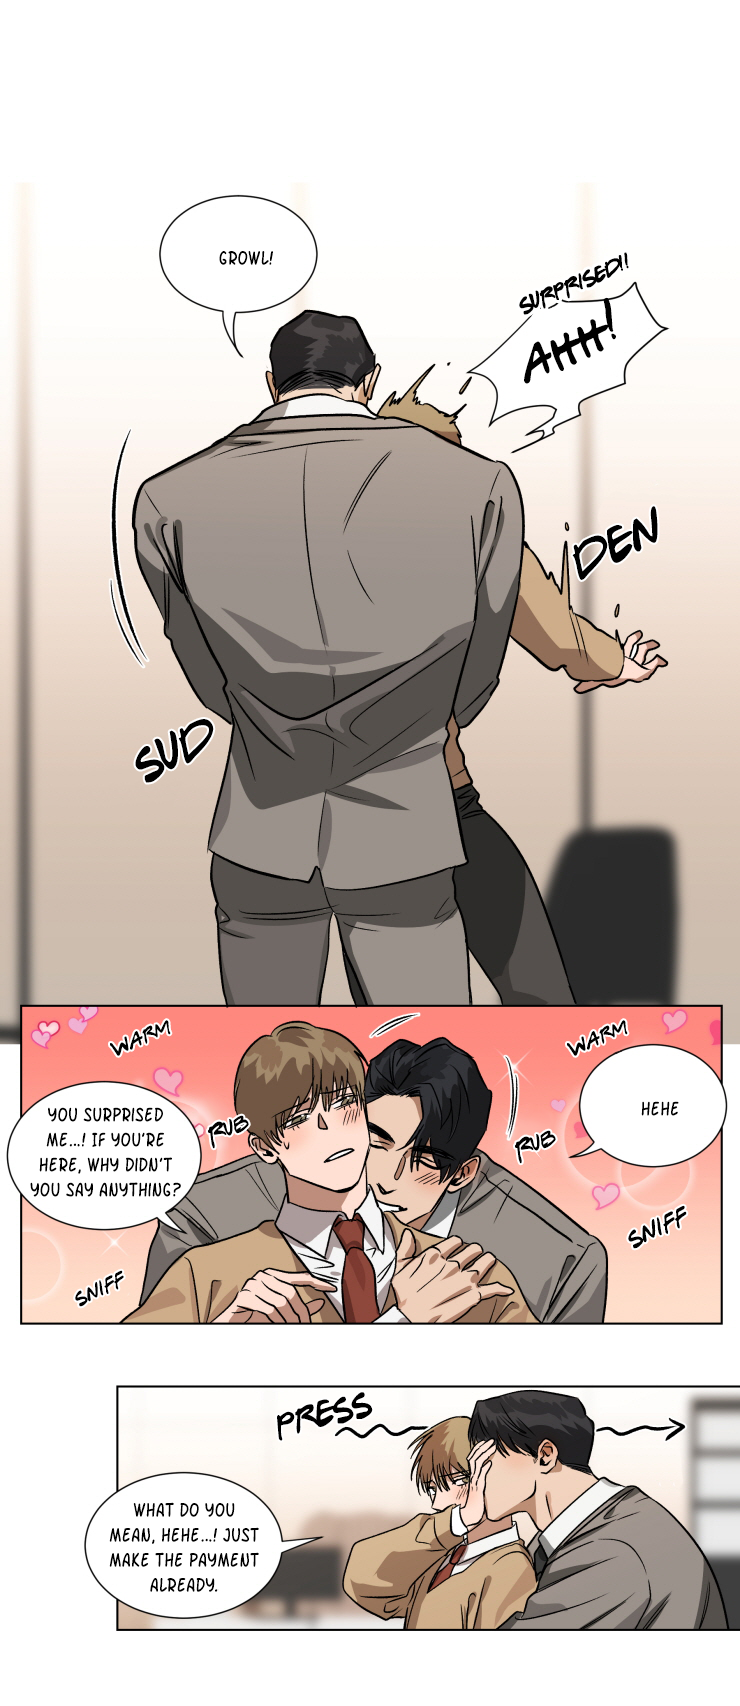 GROWL!
SURPRISED!!
AHH!
DEN
SUD
WARM
WARM
YOU SURPRISED
ME...! IF YOU'RE
HERE, WHY DIDN'T
YOU SAY ANYTHING?
RUB
RUB
HEHE
SNIFF
SNIFF
PRESS
WHAT DO YOU
MEAN, HEHE...! JUST
MAKE THE PAYMENT
ALREADY.